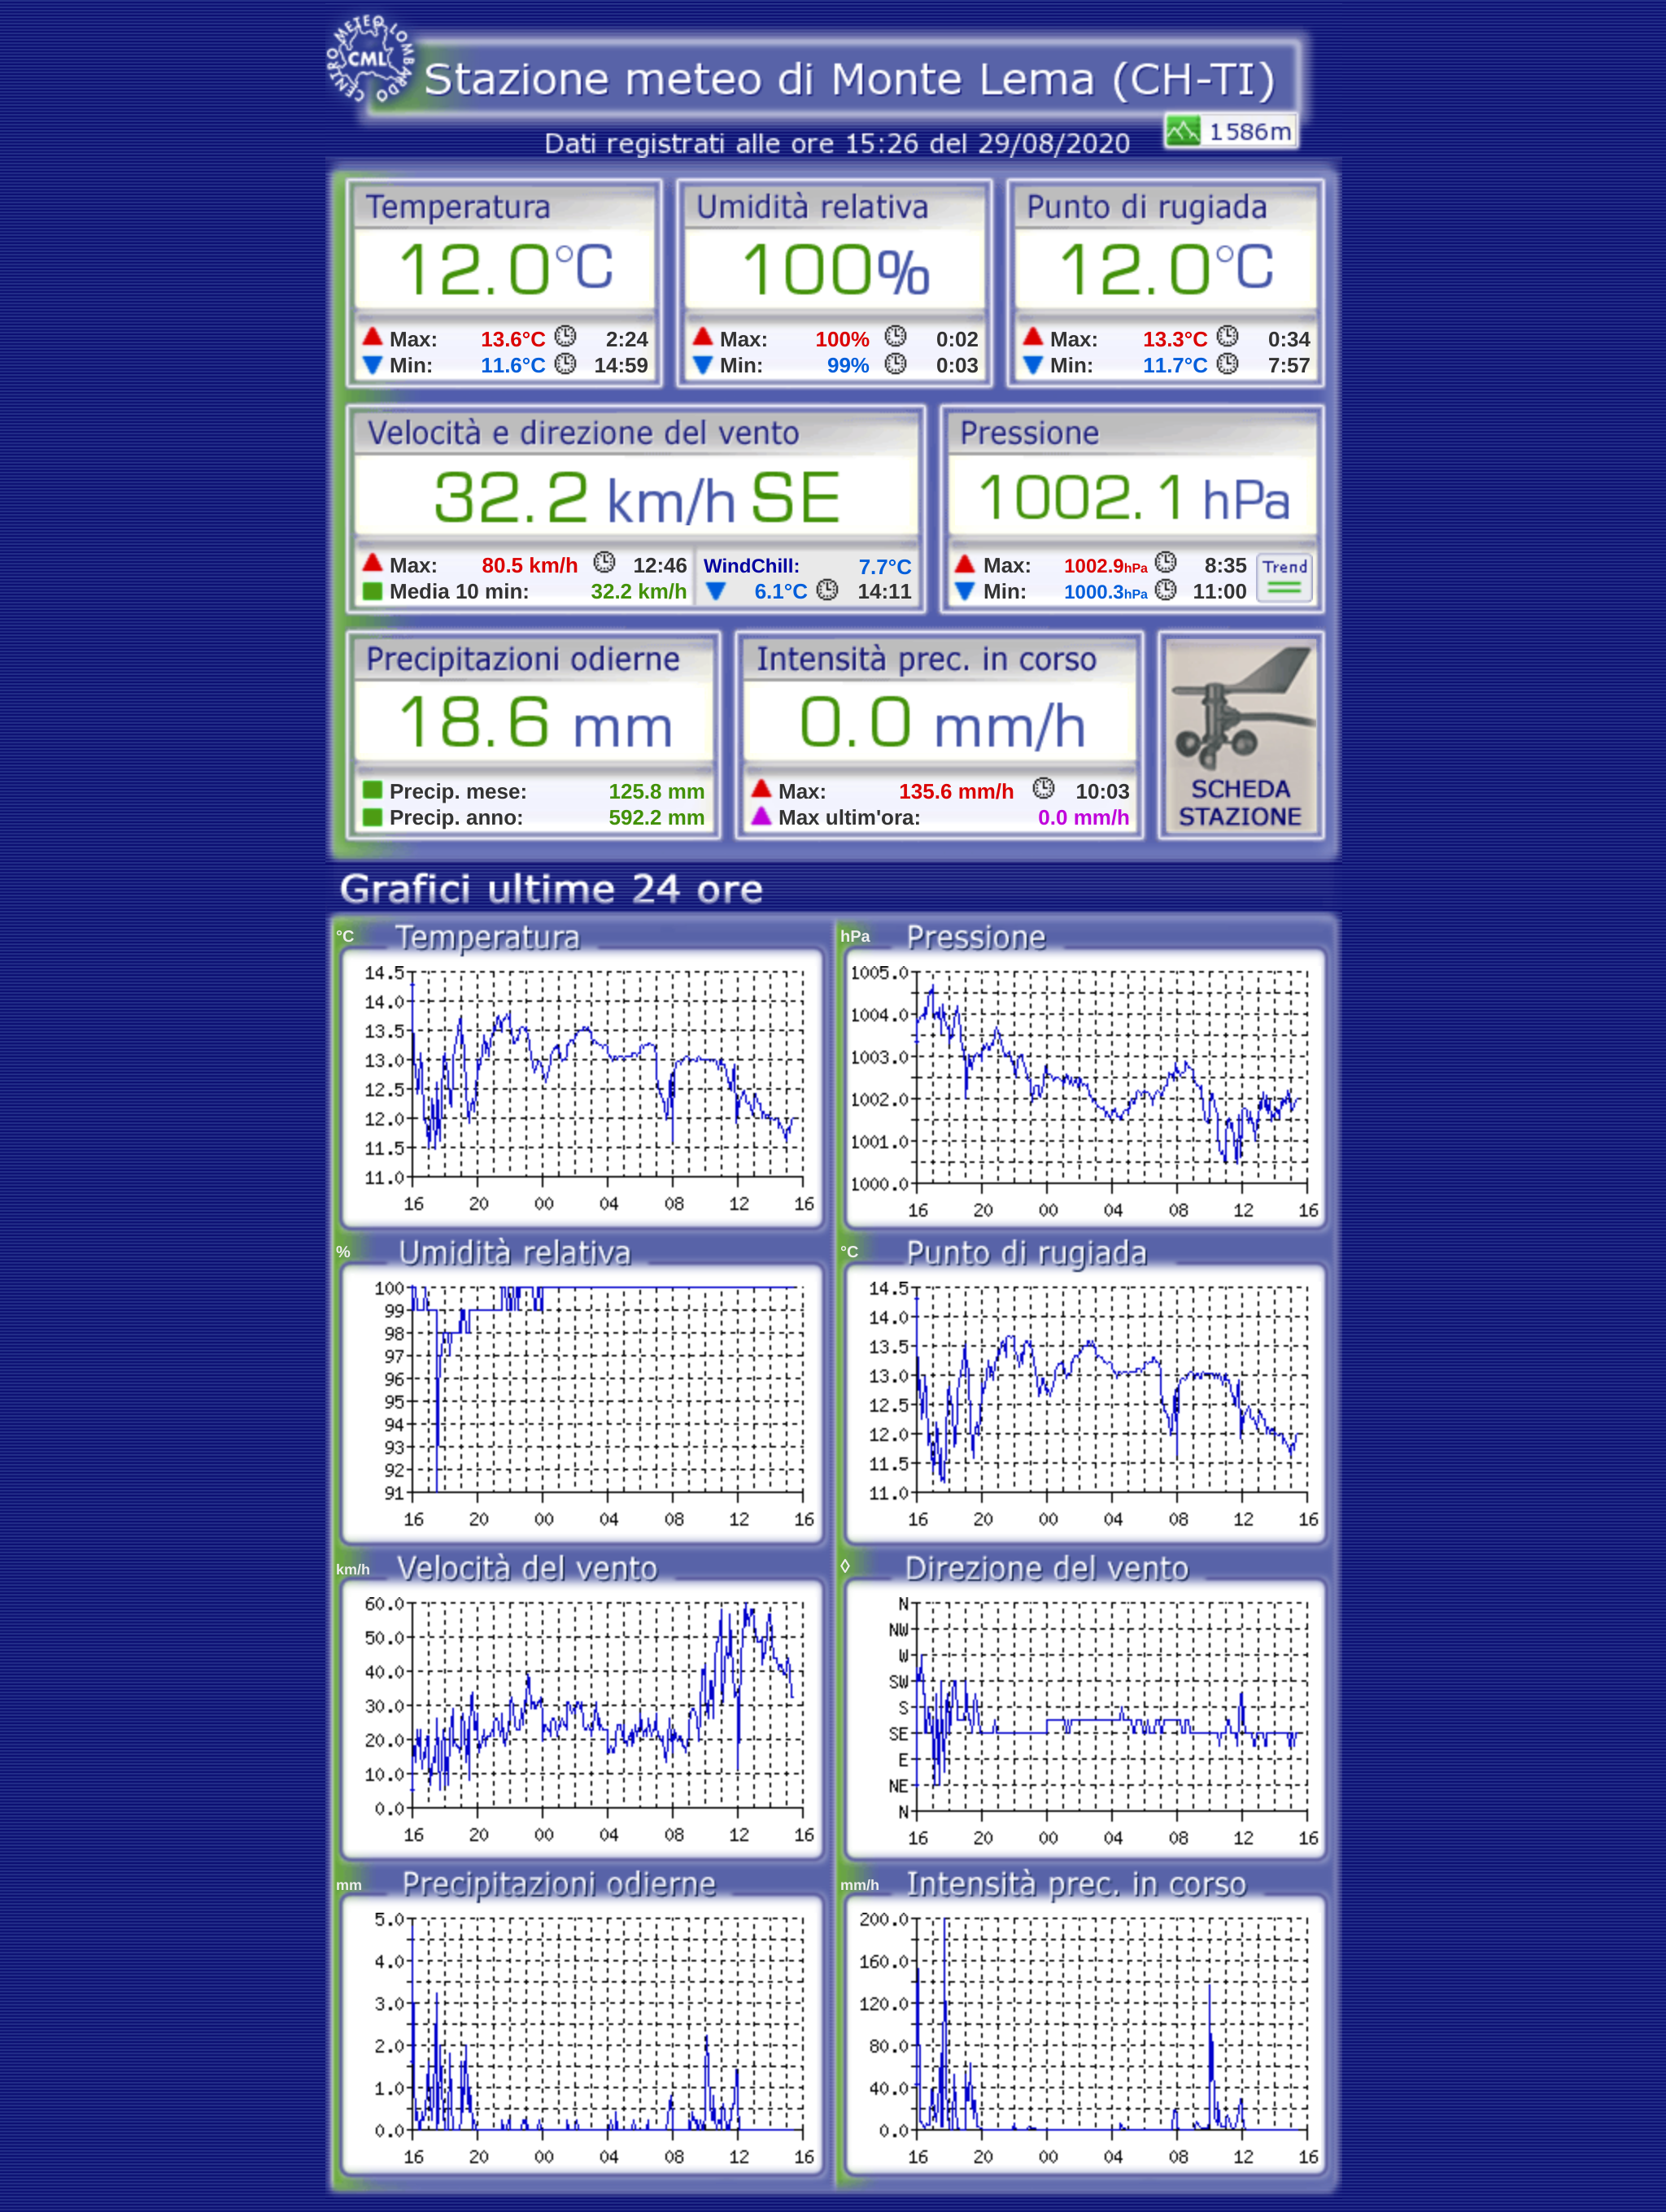 CENTRO METEO LOMBARDO
CML
Stazione meteo di Monte Lema (CH-TI)
Dati registrati alle ore 15:26 del 29/08/2020
1586m
Temperatura
12.0°C
Max: 13.6°C 2:24
Min: 11.6°C 14:59
Umidità relativa
100%
Max: 100% 0:02
Min: 99% 0:03
Punto di rugiada
12.0°C
Max: 13.3°C 0:34
Min: 11.7°C 7:57
Velocità e direzione del vento
32.2 km/h SE
Max: 80.5 km/h 12:46
Media 10 min: 32.2 km/h
WindChill: 7.7°C
6.1°C 14:11
Pressione
1002.1 hPa
Max: 1002.9hPa 8:35
Min: 1000.3hPa 11:00
Trend
Precipitazioni odierne
18.6 mm
Precip. mese: 125.8 mm
Precip. anno: 592.2 mm
Intensità prec. in corso
0.0 mm/h
Max: 135.6 mm/h 10:03
Max ultim'ora: 0.0 mm/h
SCHEDA
STAZIONE
Grafici ultime 24 ore
°C Temperatura
14.5
14.0
13.5
13.0
12.5
12.0
11.5
11.0
16 20 00 04 08 12 16
hPa Pressione
1005.0
1004.0
1003.0
1002.0
1001.0
1000.0
16 20 00 04 08 12 16
% Umidità relativa
100
99
98
97
96
95
94
93
92
91
16 20 00 04 08 12 16
°C Punto di rugiada
14.5
14.0
13.5
13.0
12.5
12.0
11.5
11.0
16 20 00 04 08 12 16
km/h Velocità del vento
60.0
50.0
40.0
30.0
20.0
10.0
0.0
16 20 00 04 08 12 16
◊ Direzione del vento
N
NW
W
SW
S
SE
E
NE
N
16 20 00 04 08 12 16
mm Precipitazioni odierne
5.0
4.0
3.0
2.0
1.0
0.0
16 20 00 04 08 12 16
mm/h Intensità prec. in corso
200.0
160.0
120.0
80.0
40.0
0.0
16 20 00 04 08 12 16